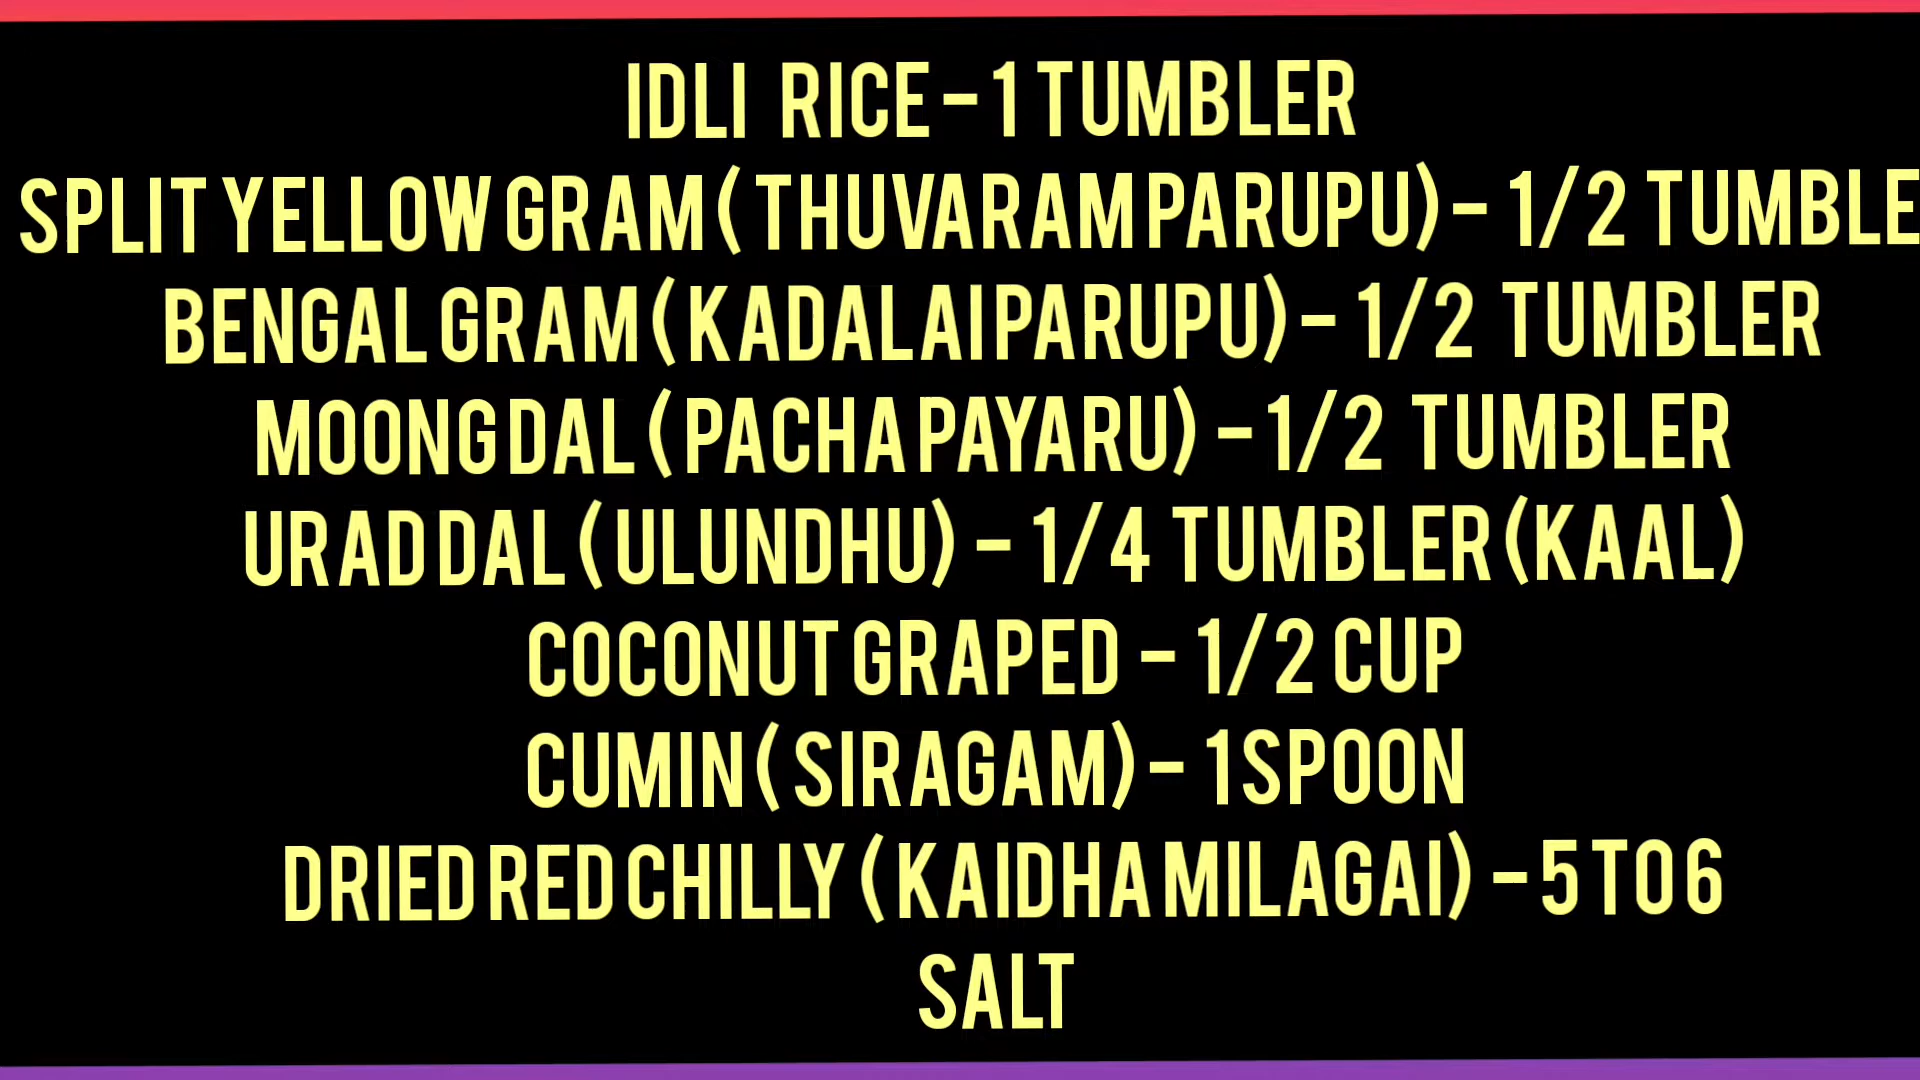 IDLI RICE - 1 TUMBLER
SPLIT YELLOW GRAM ( THUVARAM PARUPU) - 1/2 TUMBLE
BENGAL GRAM ( KADALAI PARUPU) - 1/2 TUMBLER
MOONG DAL ( PACHA PAYARU) - 1/2 TUMBLER
URAD DAL ( ULUNDHU) - 1/4 TUMBLER (KAAL)
COCONUT GRAPED - 1/2 CUP
CUMIN ( SIRAGAM) - 1 SPOON
DRIED RED CHILLY ( KAIDHA MILAGAI) - 5 TO 6
SALT